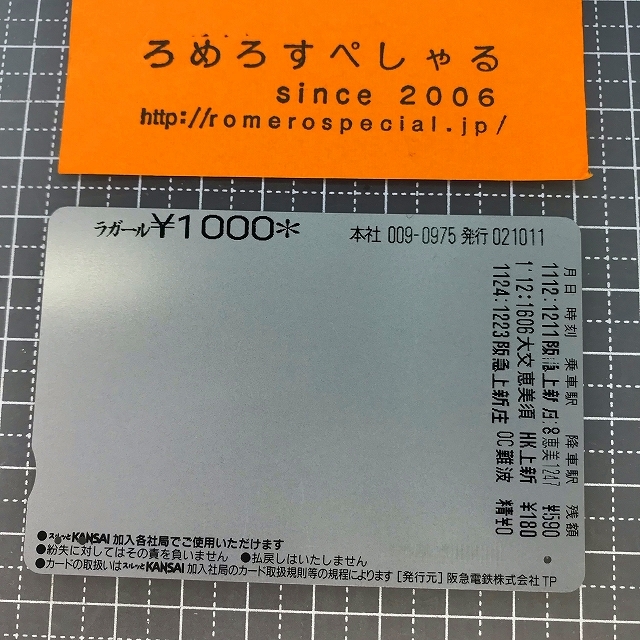 ろめろすぺしゃる
since 2006
http://romerospecial.jp/
ラガール¥1000*
本社 009-0975 発行 021011
月日 時刻 乗車駅 降車駅 残額
1112:1211阪急上新庄:8恵美1247 ¥590
1'12:1606大交恵美須 HK上新 ¥180
1124:1223阪急上新庄 OC難波 精¥0
●スルッとKANSAI 加入各社局でご使用いただけます
●紛失に対してはその責を負いません ●払戻しはいたしません
●カードの取扱いはスルッとKANSAI 加入社局のカード取扱規則等の規程によります [発行元] 阪急電鉄株式会社 TP